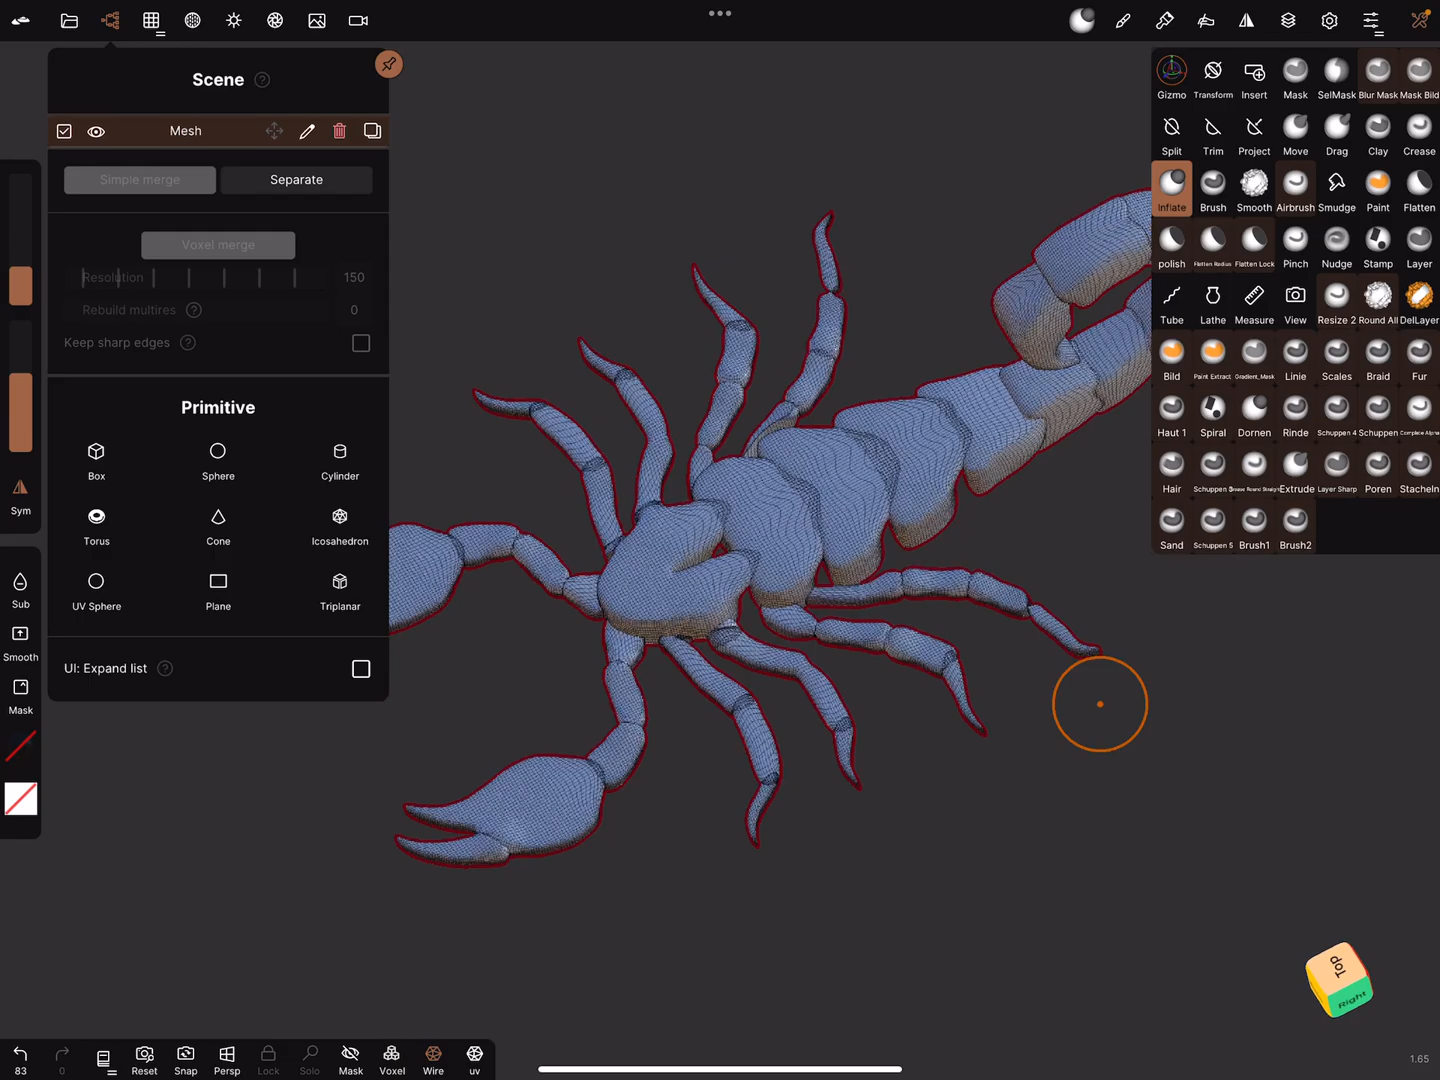 Scene
Mesh
Simple merge
Separate
Voxel merge
Resolution 150
Rebuild multires 0
Keep sharp edges
Primitive
Box Sphere Cylinder
Torus Cone Icosahedron
UV Sphere Plane Triplanar
UI: Expand list
Sym
Sub
Smooth
Mask
Gizmo Transform Insert Mask SelMask Blur Mask Mask Bild
Split Trim Project Move Drag Clay Crease
Inflate Brush Smooth Airbrush Smudge Paint Flatten
polish Flatten Radius Flatten Lock Pinch Nudge Stamp Layer
Tube Lathe Measure View Resize 2 Round All DelLayer
Bild Paint Extract Gradient_Mask Linie Scales Braid Fur
Haut 1 Spiral Dornen Rinde Schuppen 4 Schuppen Complete Alpha
Hair Schuppen Extrude Layer Sharp Poren Stacheln
Sand Schuppen 5 Brush1 Brush2
Top
Right
83 0 Reset Snap Persp Lock Solo Mask Voxel Wire uv
1.65